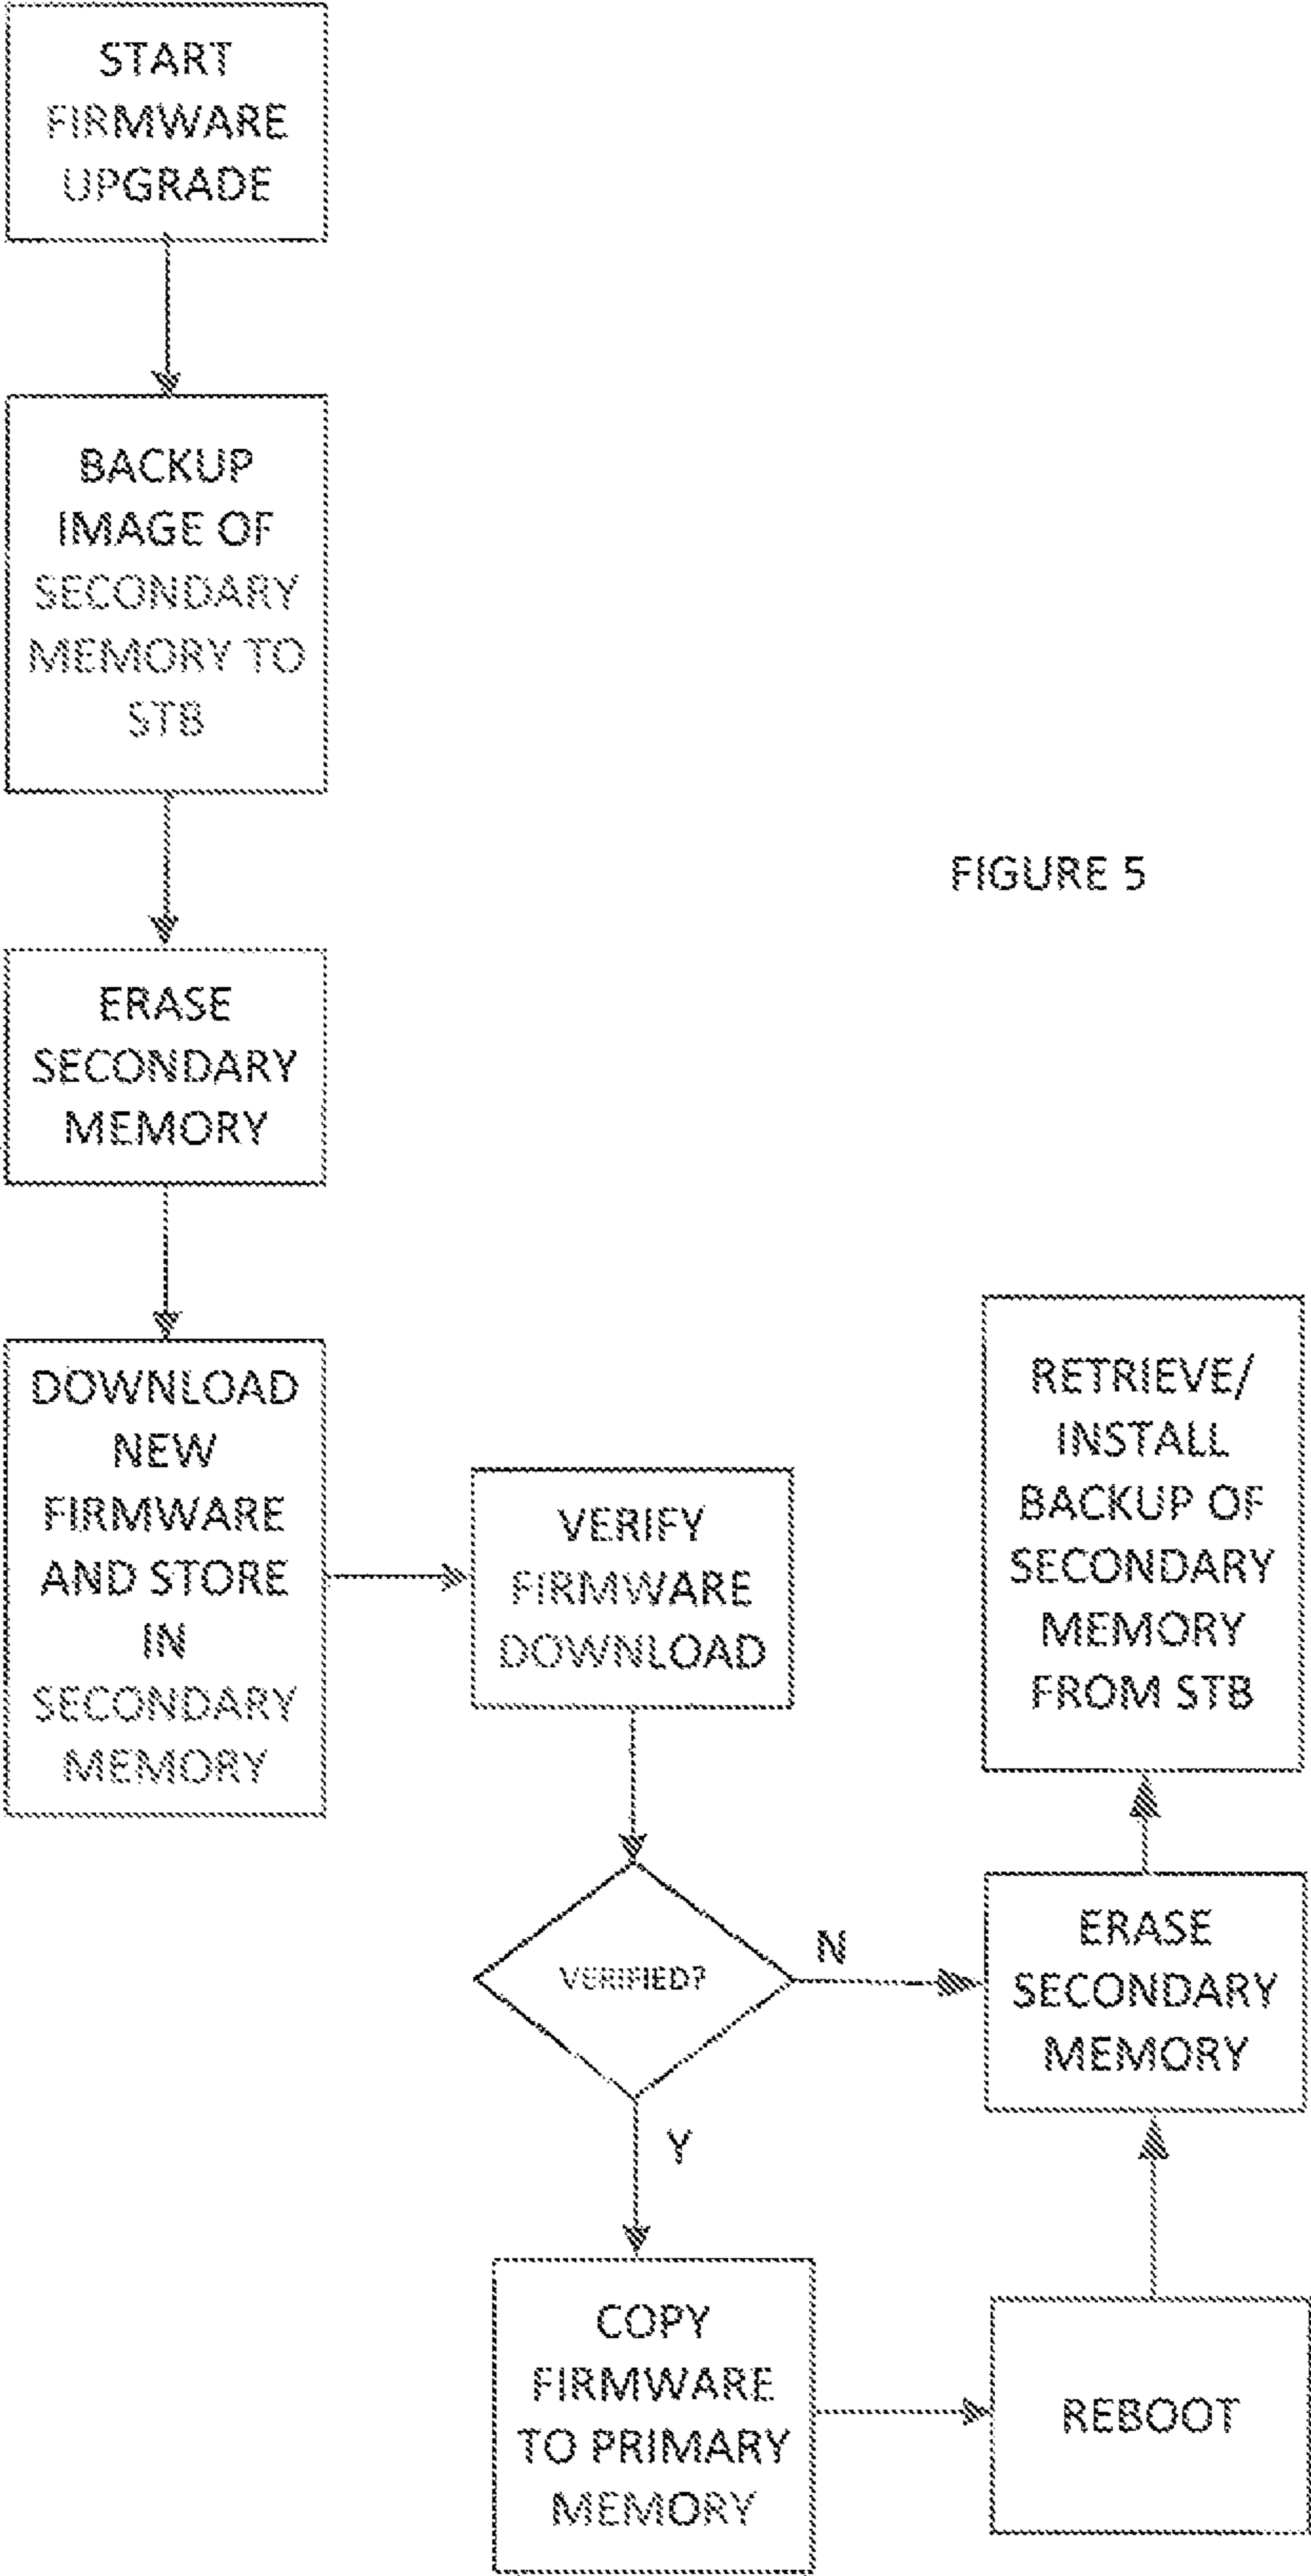 START
FIRMWARE
UPGRADE
BACKUP
IMAGE OF
SECONDARY
MEMORY TO
STB
FIGURE 5
ERASE
SECONDARY
MEMORY
DOWNLOAD
NEW
FIRMWARE
AND STORE
IN
SECONDARY
MEMORY
VERIFY
FIRMWARE
DOWNLOAD
VERIFIED?
N
Y
COPY
FIRMWARE
TO PRIMARY
MEMORY
REBOOT
ERASE
SECONDARY
MEMORY
RETRIEVE/
INSTALL
BACKUP OF
SECONDARY
MEMORY
FROM STB